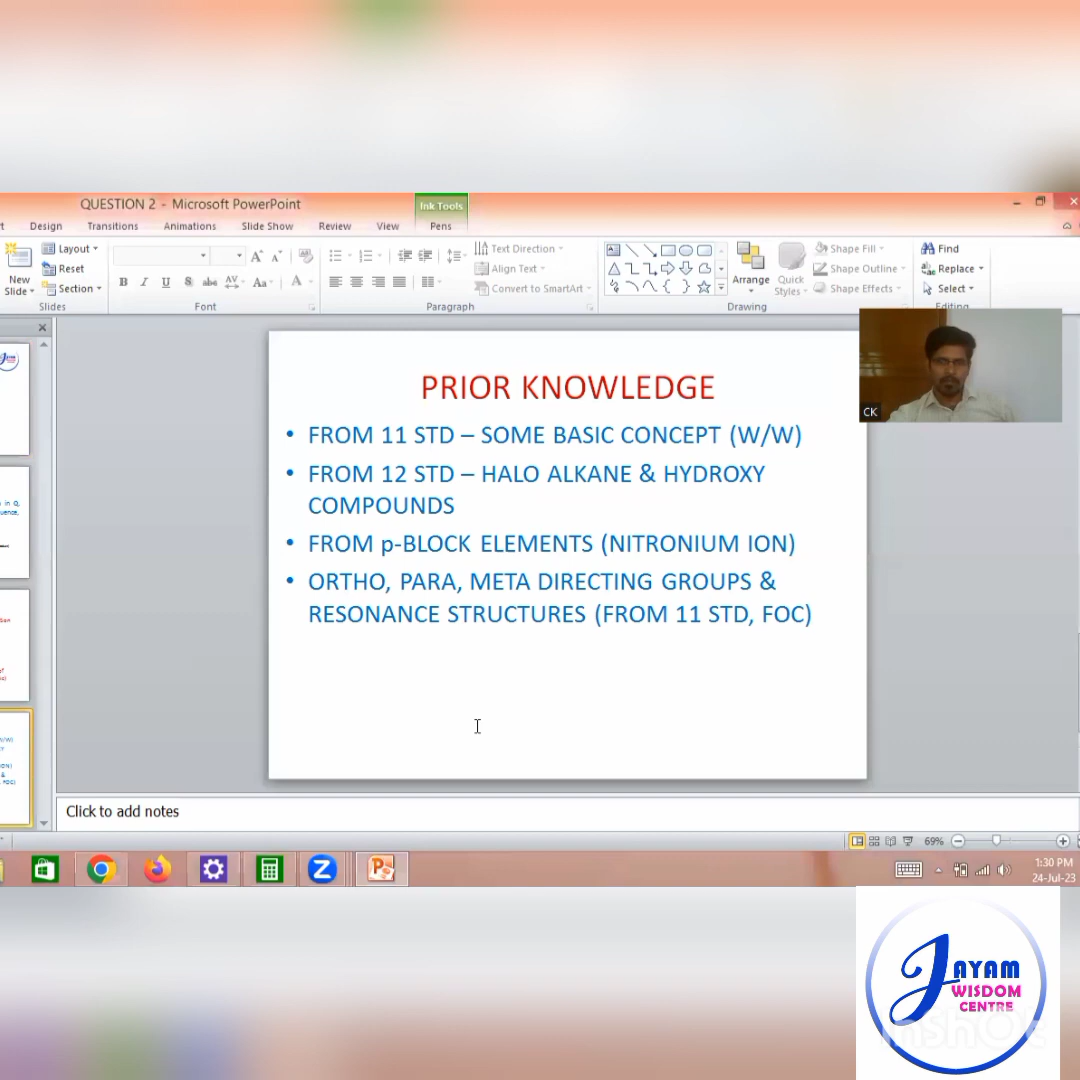 QUESTION 2 - Microsoft PowerPoint
Ink Tools
Design Transitions Animations Slide Show Review View Pens
Layout
Reset
Section
New
Slide
Slides
B I U S abc AV Aa A
Font
Paragraph
Text Direction
Align Text
Convert to SmartArt
Arrange
Quick
Styles
Shape Fill
Shape Outline
Shape Effects
Drawing
Find
Replace
Select
Editing
CK
PRIOR KNOWLEDGE
• FROM 11 STD – SOME BASIC CONCEPT (W/W)
• FROM 12 STD – HALO ALKANE & HYDROXY
COMPOUNDS
• FROM p-BLOCK ELEMENTS (NITRONIUM ION)
• ORTHO, PARA, META DIRECTING GROUPS &
RESONANCE STRUCTURES (FROM 11 STD, FOC)
Click to add notes
69%
1:30 PM
24-Jul-23
JAYAM
WISDOM
CENTRE